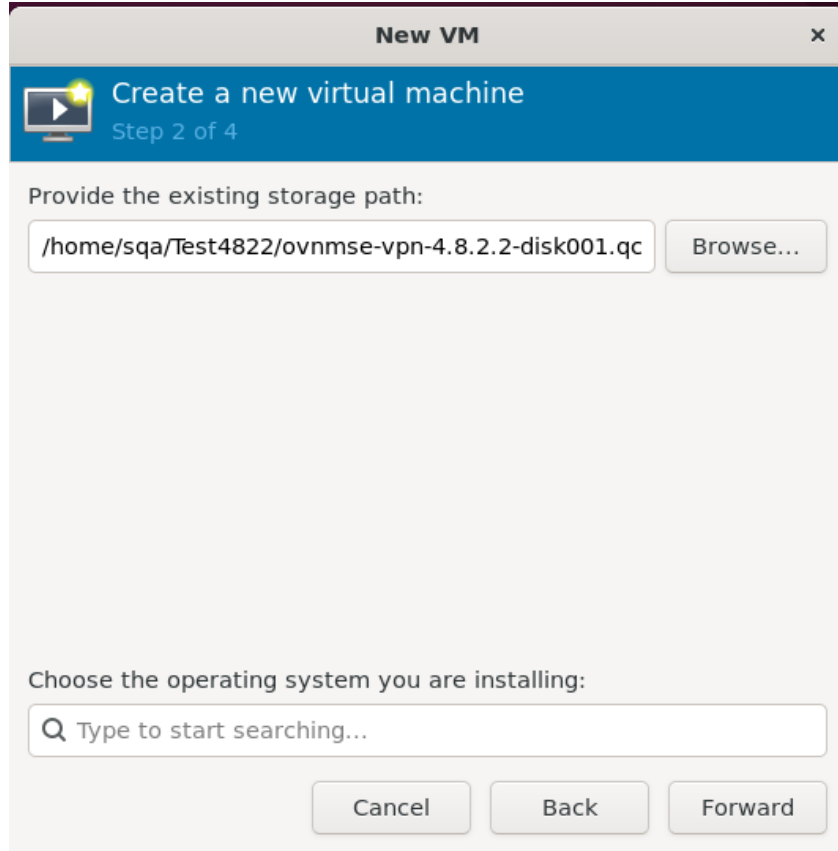 New VM
Create a new virtual machine
Step 2 of 4
Provide the existing storage path:
/home/sqa/Test4822/ovnmse-vpn-4.8.2.2-disk001.qc
Browse...
Choose the operating system you are installing:
Type to start searching...
Cancel Back Forward